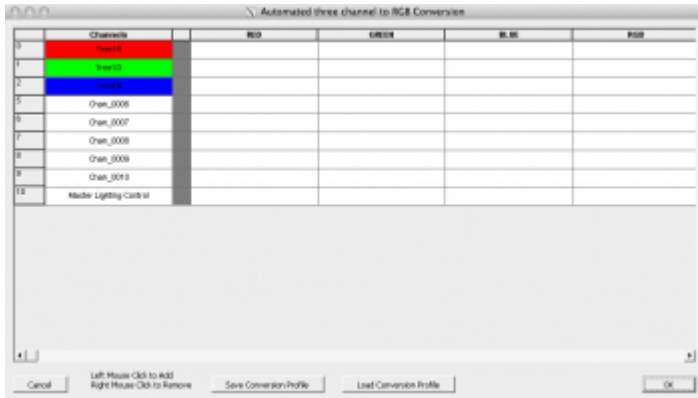 Automated three channel to RGB Conversion
Channels RED GREEN BLUE RGB
0
1
2
5 Chan_0006
6 Chan_0007
7 Chan_0008
8 Chan_0009
9 Chan_0010
10 Master Lighting Control
Left Mouse Click to Add
Right Mouse Click to Remove
Cancel Save Conversion Profile Load Conversion Profile OK